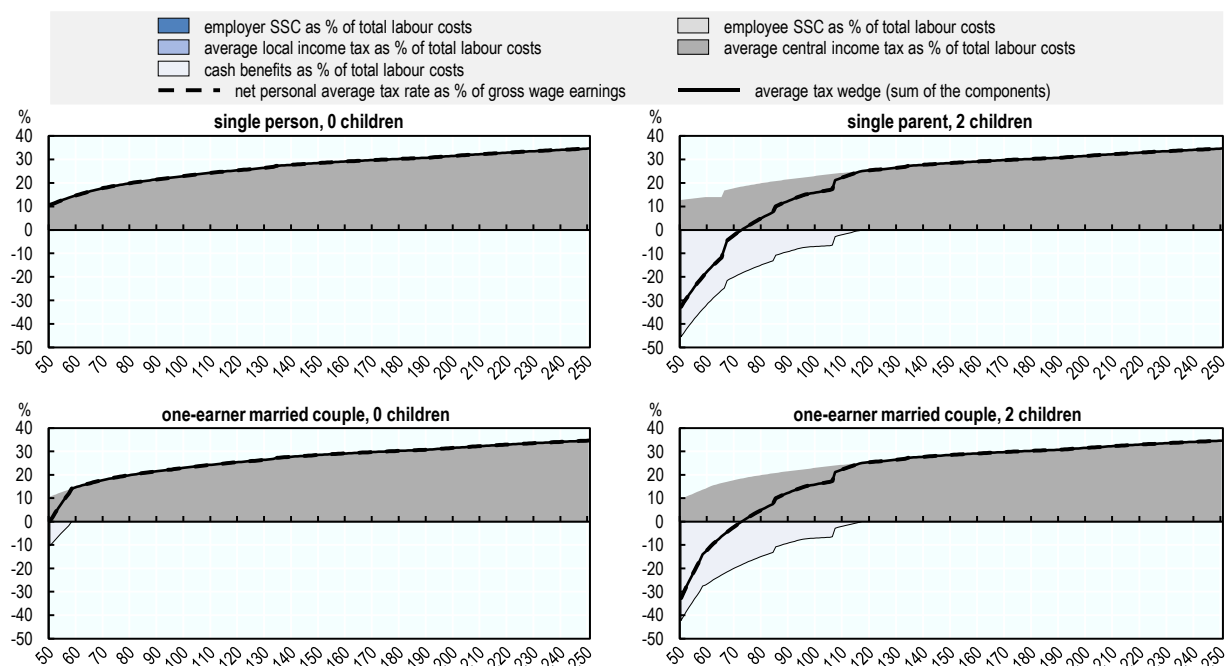 employer SSC as % of total labour costs
employee SSC as % of total labour costs
average local income tax as % of total labour costs
average central income tax as % of total labour costs
cash benefits as % of total labour costs
net personal average tax rate as % of gross wage earnings
average tax wedge (sum of the components)
%
single person, 0 children
40
30
20
10
0
-10
-20
-30
-40
-50
50 60 70 80 90 100 110 120 130 140 150 160 170 180 190 200 210 220 230 240 250
%
single parent, 2 children
40
30
20
10
0
-10
-20
-30
-40
-50
50 60 70 80 90 100 110 120 130 140 150 160 170 180 190 200 210 220 230 240 250
%
one-earner married couple, 0 children
40
30
20
10
0
-10
-20
-30
-40
-50
50 60 70 80 90 100 110 120 130 140 150 160 170 180 190 200 210 220 230 240 250
%
one-earner married couple, 2 children
40
30
20
10
0
-10
-20
-30
-40
-50
50 60 70 80 90 100 110 120 130 140 150 160 170 180 190 200 210 220 230 240 250